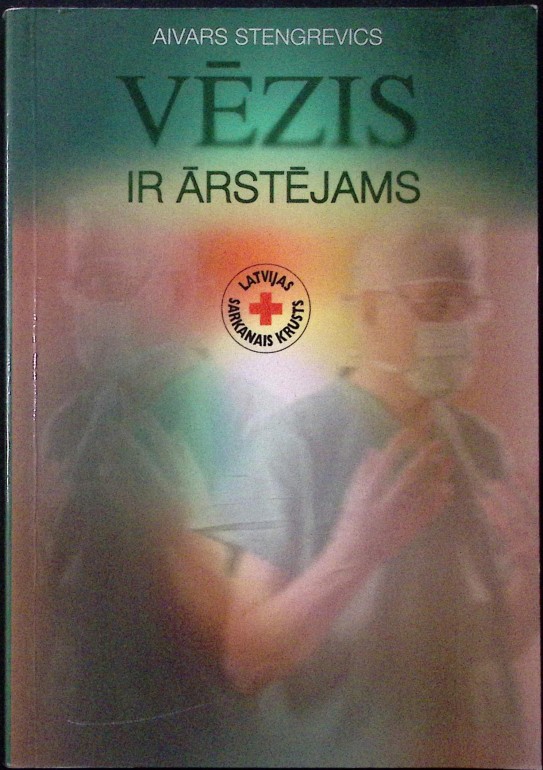 AIVARS STENGREVICS
VĒZIS
IR ĀRSTĒJAMS
LATVIJAS
SARKANAIS KRUSTS